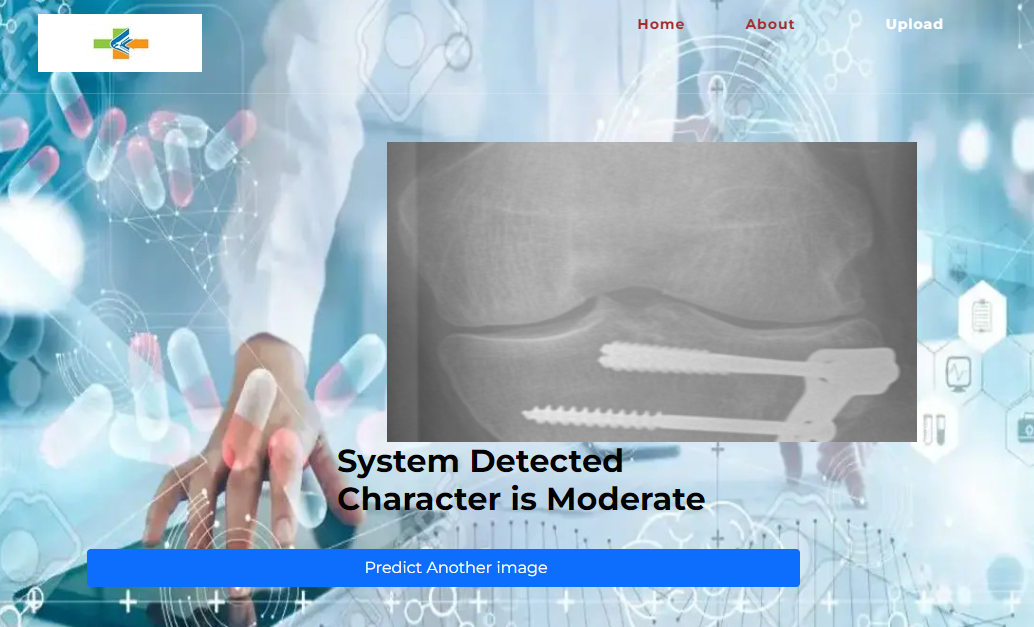 Home About Upload
System Detected
Character is Moderate
Predict Another image